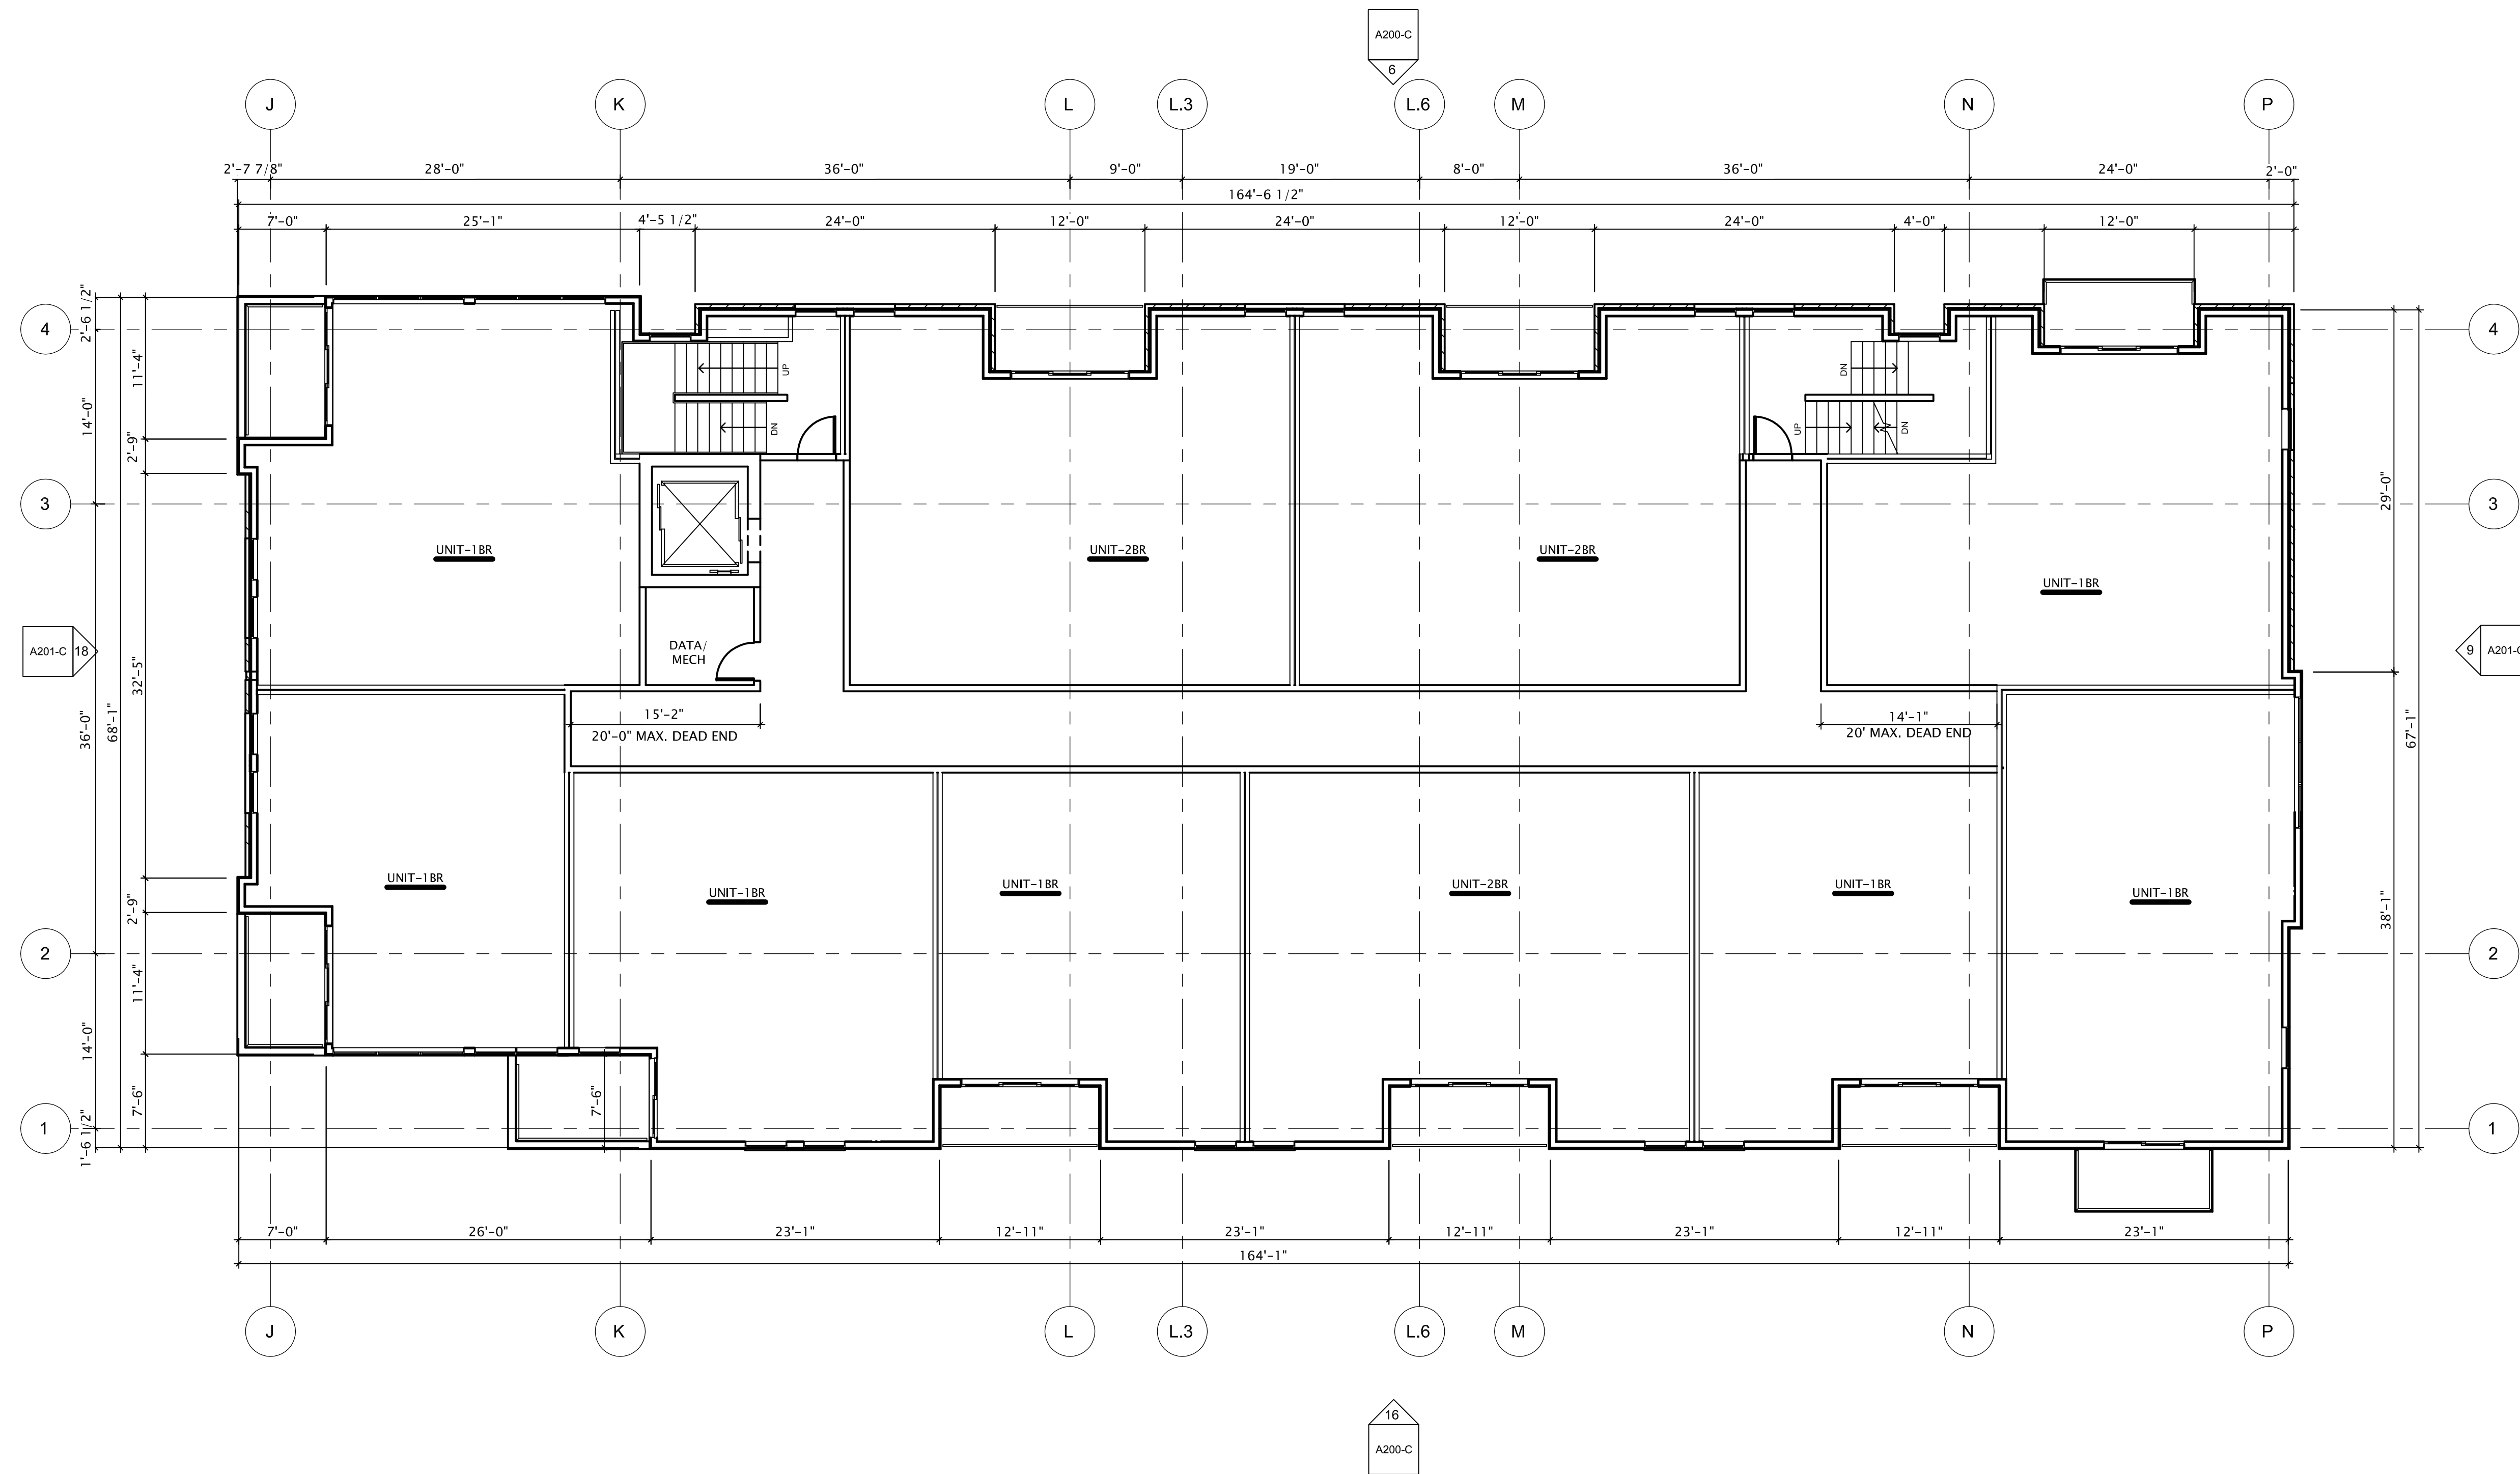 A200-C
6
J
K
L
L.3
L.6
M
N
P
2'-7 7/8"
28'-0"
36'-0"
9'-0"
19'-0"
8'-0"
36'-0"
24'-0"
2'-0"
164'-6 1/2"
7'-0"
25'-1"
4'-5 1/2"
24'-0"
12'-0"
24'-0"
12'-0"
24'-0"
4'-0"
12'-0"
4
2'-6 1/2"
11'-4"
14'-0"
2'-9"
3
A201-C
18
32'-5"
36'-0"
68'-1"
2'-9"
2
11'-4"
14'-0"
7'-6"
1
1'-6 1/2"
UP
DN
DN
UP
DN
UNIT-1BR
UNIT-2BR
UNIT-2BR
UNIT-1BR
DATA/
MECH
15'-2"
20'-0" MAX. DEAD END
14'-1"
20' MAX. DEAD END
UNIT-1BR
UNIT-1BR
UNIT-1BR
UNIT-2BR
UNIT-1BR
UNIT-1BR
7'-6"
4
29'-0"
3
9
67'-1"
38'-1"
2
1
7'-0"
26'-0"
23'-1"
12'-11"
23'-1"
12'-11"
23'-1"
12'-11"
23'-1"
164'-1"
J
K
L
L.3
L.6
M
N
P
16
A200-C